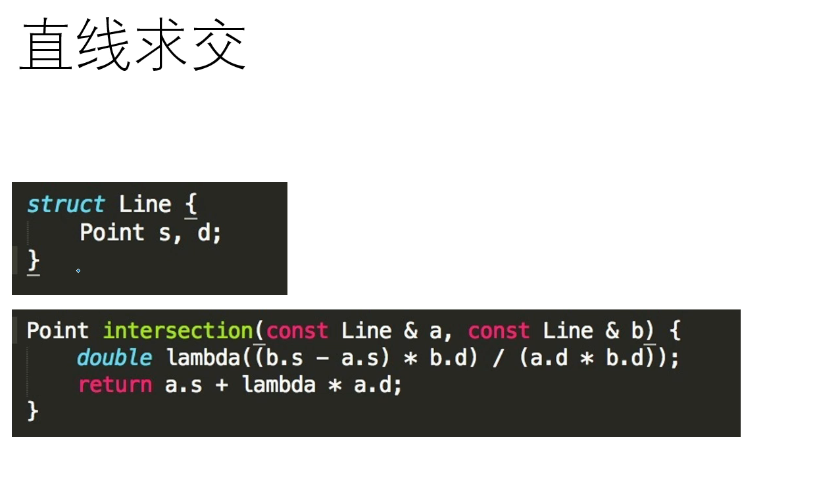 直线求交
struct Line {
    Point s, d;
}
Point intersection(const Line & a, const Line & b) {
    double lambda((b.s − a.s) * b.d) / (a.d * b.d));
    return a.s + lambda * a.d;
}